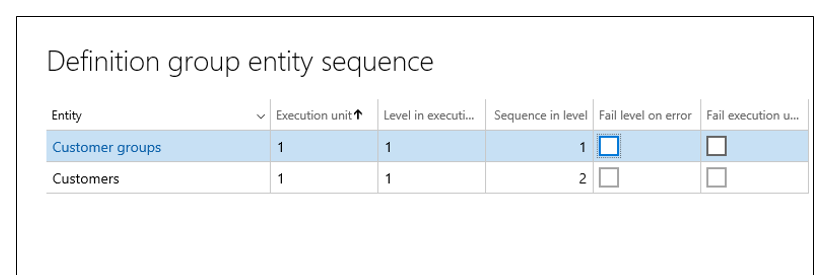 Definition group entity sequence
Entity Execution unit Level in executi... Sequence in level Fail level on error Fail execution u...
Customer groups 1 1 1
Customers 1 1 2